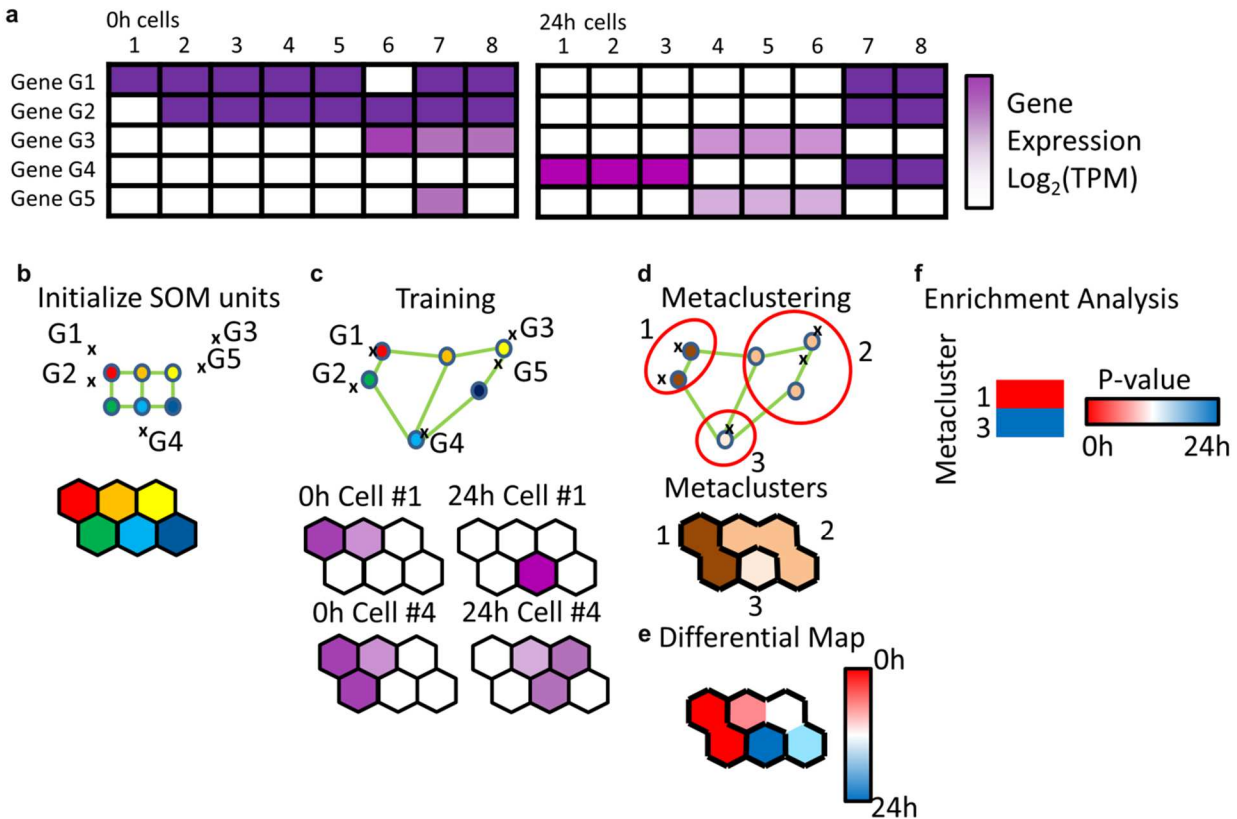 a
0h cells
1 2 3 4 5 6 7 8
24h cells
1 2 3 4 5 6 7 8
Gene G1
Gene G2
Gene G3
Gene G4
Gene G5
Gene
Expression
Log₂(TPM)
b
Initialize SOM units
G1 x
x G3
x G5
G2 x
x G4
c
Training
G1 x
x G3
G2 x
x G5
x G4
0h Cell #1
24h Cell #1
0h Cell #4
24h Cell #4
d
Metaclustering
1
x
x
x
x
2
x
3
Metaclusters
1
2
3
e Differential Map
0h
24h
f
Enrichment Analysis
Metacluster
1
3
P-value
0h 24h